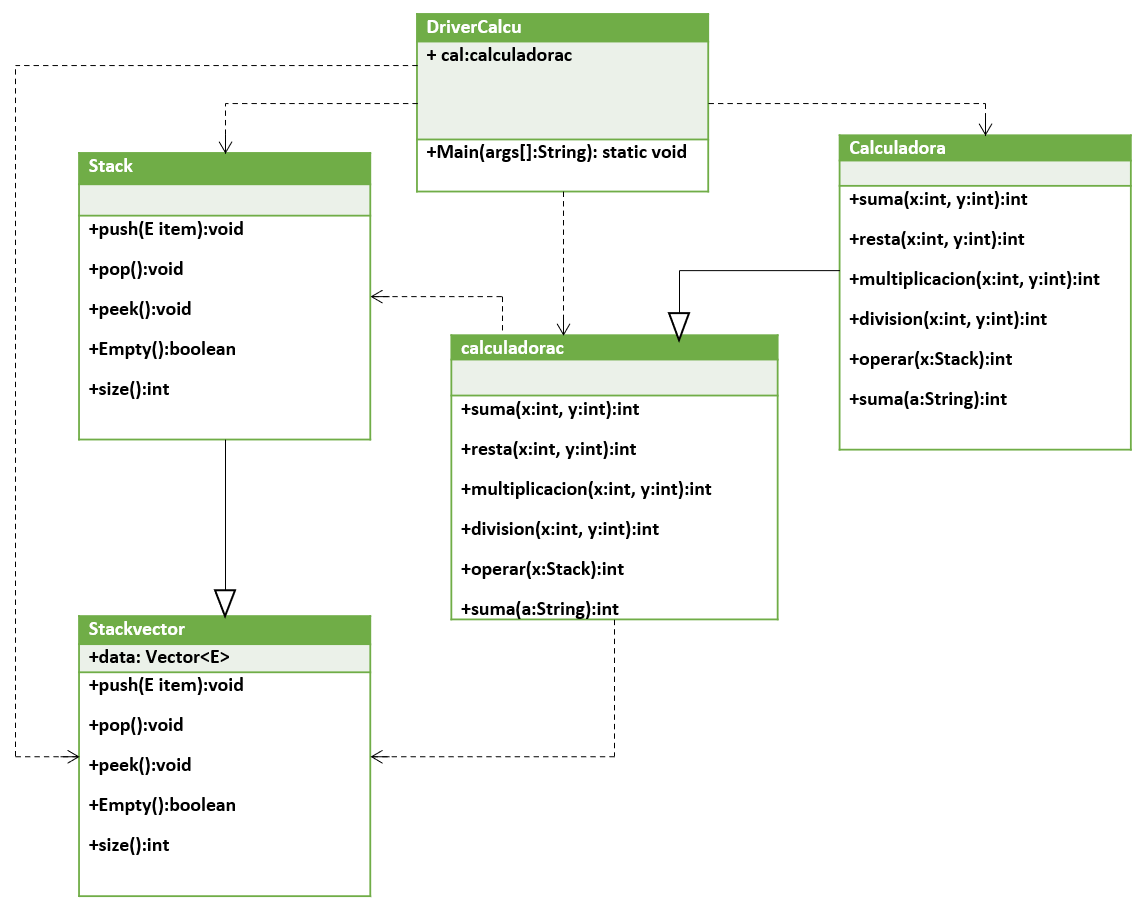 DriverCalcu
+ cal:calculadorac
+Main(args[]:String): static void
Stack
+push(E item):void
+pop():void
+peek():void
+Empty():boolean
+size():int
Calculadora
+suma(x:int, y:int):int
+resta(x:int, y:int):int
+multiplicacion(x:int, y:int):int
+division(x:int, y:int):int
+operar(x:Stack):int
+suma(a:String):int
calculadorac
+suma(x:int, y:int):int
+resta(x:int, y:int):int
+multiplicacion(x:int, y:int):int
+division(x:int, y:int):int
+operar(x:Stack):int
+suma(a:String):int
Stackvector
+data: Vector<E>
+push(E item):void
+pop():void
+peek():void
+Empty():boolean
+size():int